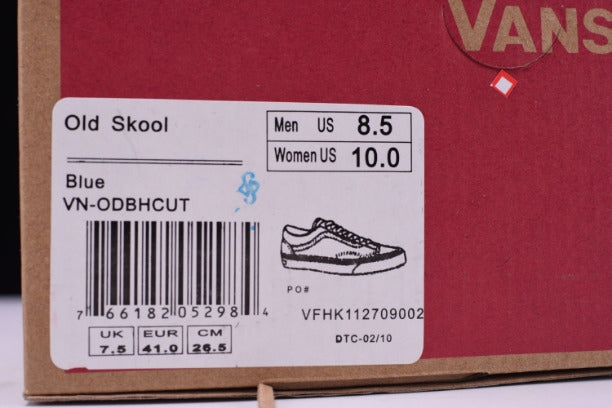 VANS
Old Skool
Men US 8.5
Women US 10.0
Blue
VN-ODBHCUT
7 66182 05298 4
PO#
VFHK112709002
UK EUR CM
7.5 41.0 26.5
DTC-02/10